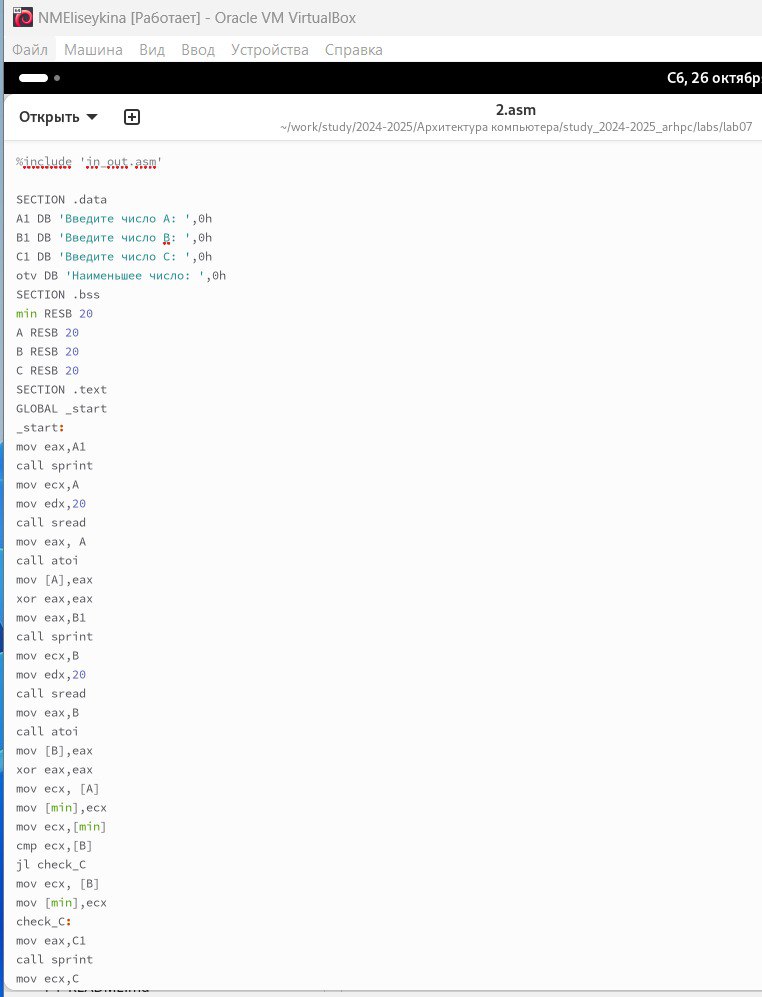 NMEliseykina [Работает] - Oracle VM VirtualBox
Файл Машина Вид Ввод Устройства Справка
Сб, 26 октябр
Открыть
2.asm
~/work/study/2024-2025/Архитектура компьютера/study_2024-2025_arhpc/labs/lab07
%include 'in_out.asm'
SECTION .data
A1 DB 'Введите число A: ',0h
B1 DB 'Введите число B: ',0h
C1 DB 'Введите число C: ',0h
otv DB 'Наименьшее число: ',0h
SECTION .bss
min RESB 20
A RESB 20
B RESB 20
C RESB 20
SECTION .text
GLOBAL _start
_start:
mov eax,A1
call sprint
mov ecx,A
mov edx,20
call sread
mov eax, A
call atoi
mov [A],eax
xor eax,eax
mov eax,B1
call sprint
mov ecx,B
mov edx,20
call sread
mov eax,B
call atoi
mov [B],eax
xor eax,eax
mov ecx, [A]
mov [min],ecx
mov ecx,[min]
cmp ecx,[B]
jl check_C
mov ecx, [B]
mov [min],ecx
check_C:
mov eax,C1
call sprint
mov ecx,C